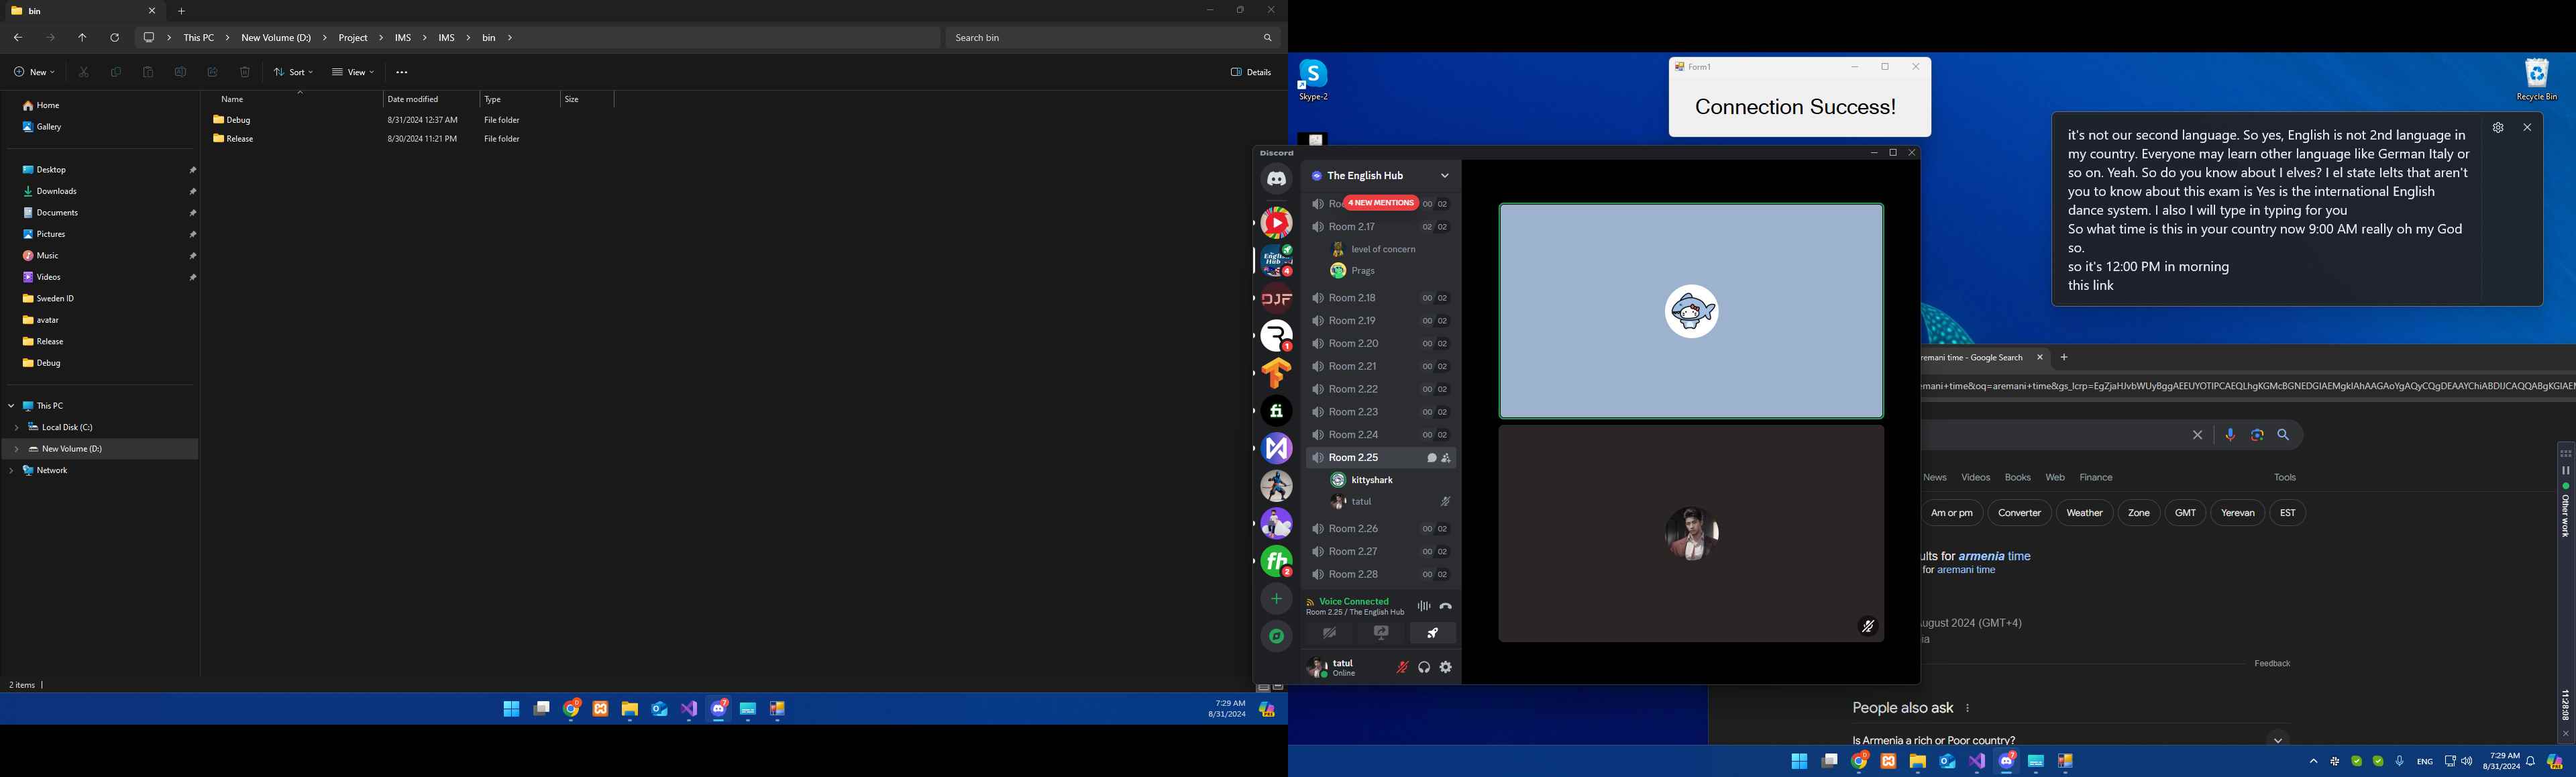 bin
This PC
New Volume (D:)
Project
IMS
IMS
bin
Search bin
New
Sort
View
Details
Name
Date modified
Type
Size
Debug
8/31/2024 12:37 AM
File folder
Release
8/30/2024 11:21 PM
File folder
Home
Gallery
Desktop
Downloads
Documents
Pictures
Music
Videos
Sweden ID
avatar
Release
Debug
This PC
Local Disk (C:)
New Volume (D:)
Network
2 items
7:29 AM
8/31/2024
Skype-2
Form1
Connection Success!
Recycle Bin
it's not our second language. So yes, English is not 2nd language in
my country. Everyone may learn other language like German Italy or
so on. Yeah. So do you know about I elves? I el state Ielts that aren't
you to know about this exam is Yes is the international English
dance system. I also I will type in typing for you
So what time is this in your country now 9:00 AM really oh my God
so.
so it's 12:00 PM in morning
this link
Discord
The English Hub
4 NEW MENTIONS
00 02
Room 2.17
02 02
level of concern
Prags
Room 2.18
00 02
Room 2.19
00 02
Room 2.20
00 02
Room 2.21
00 02
Room 2.22
00 02
Room 2.23
00 02
Room 2.24
00 02
Room 2.25
kittyshark
tatul
Room 2.26
00 02
Room 2.27
00 02
Room 2.28
00 02
Voice Connected
Room 2.25 / The English Hub
tatul
Online
DJF
fi
fh
remani time - Google Search
News
Videos
Books
Web
Finance
Tools
Am or pm
Converter
Weather
Zone
GMT
Yerevan
EST
ults for armenia time
for aremani time
ugust 2024 (GMT+4)
ia
Feedback
People also ask
Is Armenia a rich or Poor country?
Other work
11:28:08
ENG
7:29 AM
8/31/2024